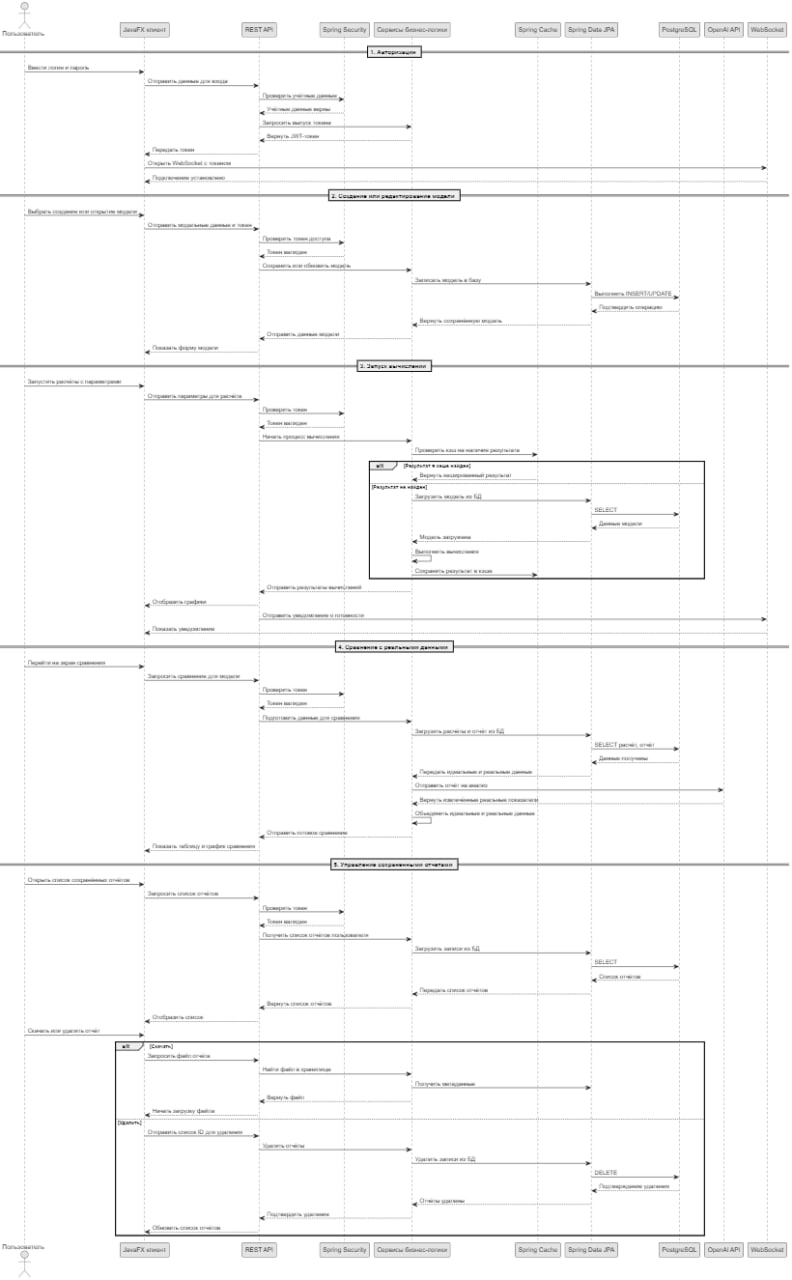 Пользователь
JavaFX клиент
REST API
Spring Security
Сервисы бизнес-логики
Spring Cache
Spring Data JPA
PostgreSQL
OpenAI API
WebSocket
1. Авторизация
Ввести логин и пароль
Отправить данные для входа
Проверить учётные данные
Учётные данные верны
Запросить выпуск токена
Вернуть JWT-токен
Передать токен
Открыть WebSocket с токеном
Подключение установлено
2. Создание или редактирование модели
Выбрать создание или открытие модели
Отправить модельные данные и токен
Проверить токен доступа
Токен валиден
Сохранить или обновить модель
Записать модель в базу
Выполнить INSERT/UPDATE
Подтвердить операцию
Вернуть сохранённую модель
Отправить данные модели
Показать форму модели
3. Запуск вычислений
Запустить расчёты с параметрами
Отправить параметры для расчёта
Проверить токен
Токен валиден
Начать процесс вычисления
Проверить кэш на наличие результата
alt
[Результат в кэше найден]
Вернуть кэшированный результат
[Результат не найден]
Загрузить модель из БД
SELECT
Данные модели
Модель загружена
Выполнить вычисления
Сохранить результат в кэше
Отправить результаты вычислений
Отобразить графики
Отправить уведомление о готовности
Показать уведомление
4. Сравнение с реальными данными
Перейти на экран сравнения
Запросить сравнение для модели
Проверить токен
Токен валиден
Подготовить данные для сравнения
Загрузить расчёты и отчёт из БД
SELECT расчёт, отчёт
Данные получены
Передать идеальные и реальные данные
Отправить отчёт на анализ
Вернуть извлечённые реальные показатели
Объединить идеальные и реальные данные
Отправить готовое сравнение
Показать таблицу и график сравнения
5. Управление сохранёнными отчетами
Открыть список сохранённых отчётов
Запросить список отчётов
Проверить токен
Токен валиден
Получить список отчётов пользователя
Загрузить записи из БД
SELECT
Список отчётов
Передать список отчётов
Вернуть список отчётов
Отобразить список
Скачать или удалить отчёт
alt
[Скачать]
Запросить файл отчёта
Найти файл в хранилище
Получить метаданные
Вернуть файл
Начать загрузку файла
[Удалить]
Отправить список ID для удаления
Удалить отчёты
Удалить записи из БД
DELETE
Подтверждение удаления
Отчёты удалены
Подтвердить удаление
Обновить список отчётов
Пользователь
JavaFX клиент
REST API
Spring Security
Сервисы бизнес-логики
Spring Cache
Spring Data JPA
PostgreSQL
OpenAI API
WebSocket